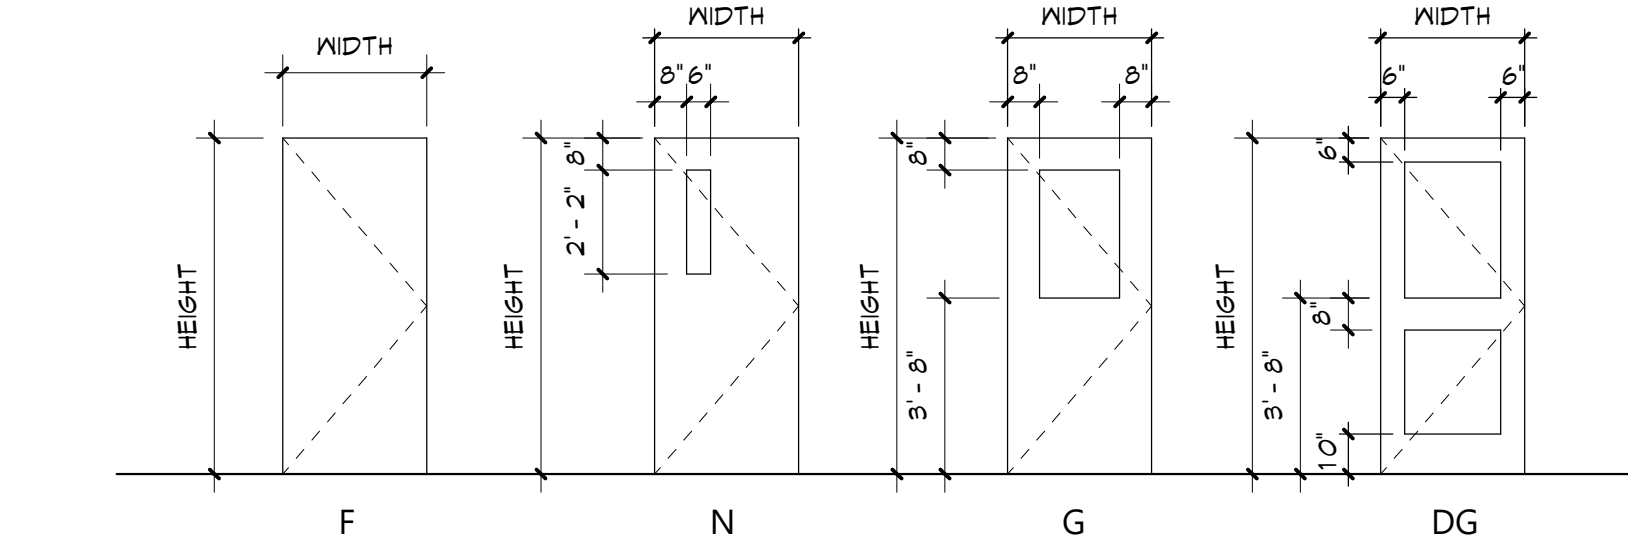 WIDTH
WIDTH
WIDTH
WIDTH
8" 6"
8" 8"
6" 6"
8"
8"
6"
2' - 2"
HEIGHT
HEIGHT
HEIGHT
HEIGHT
8"
3' - 8"
3' - 8"
10"
F N G DG